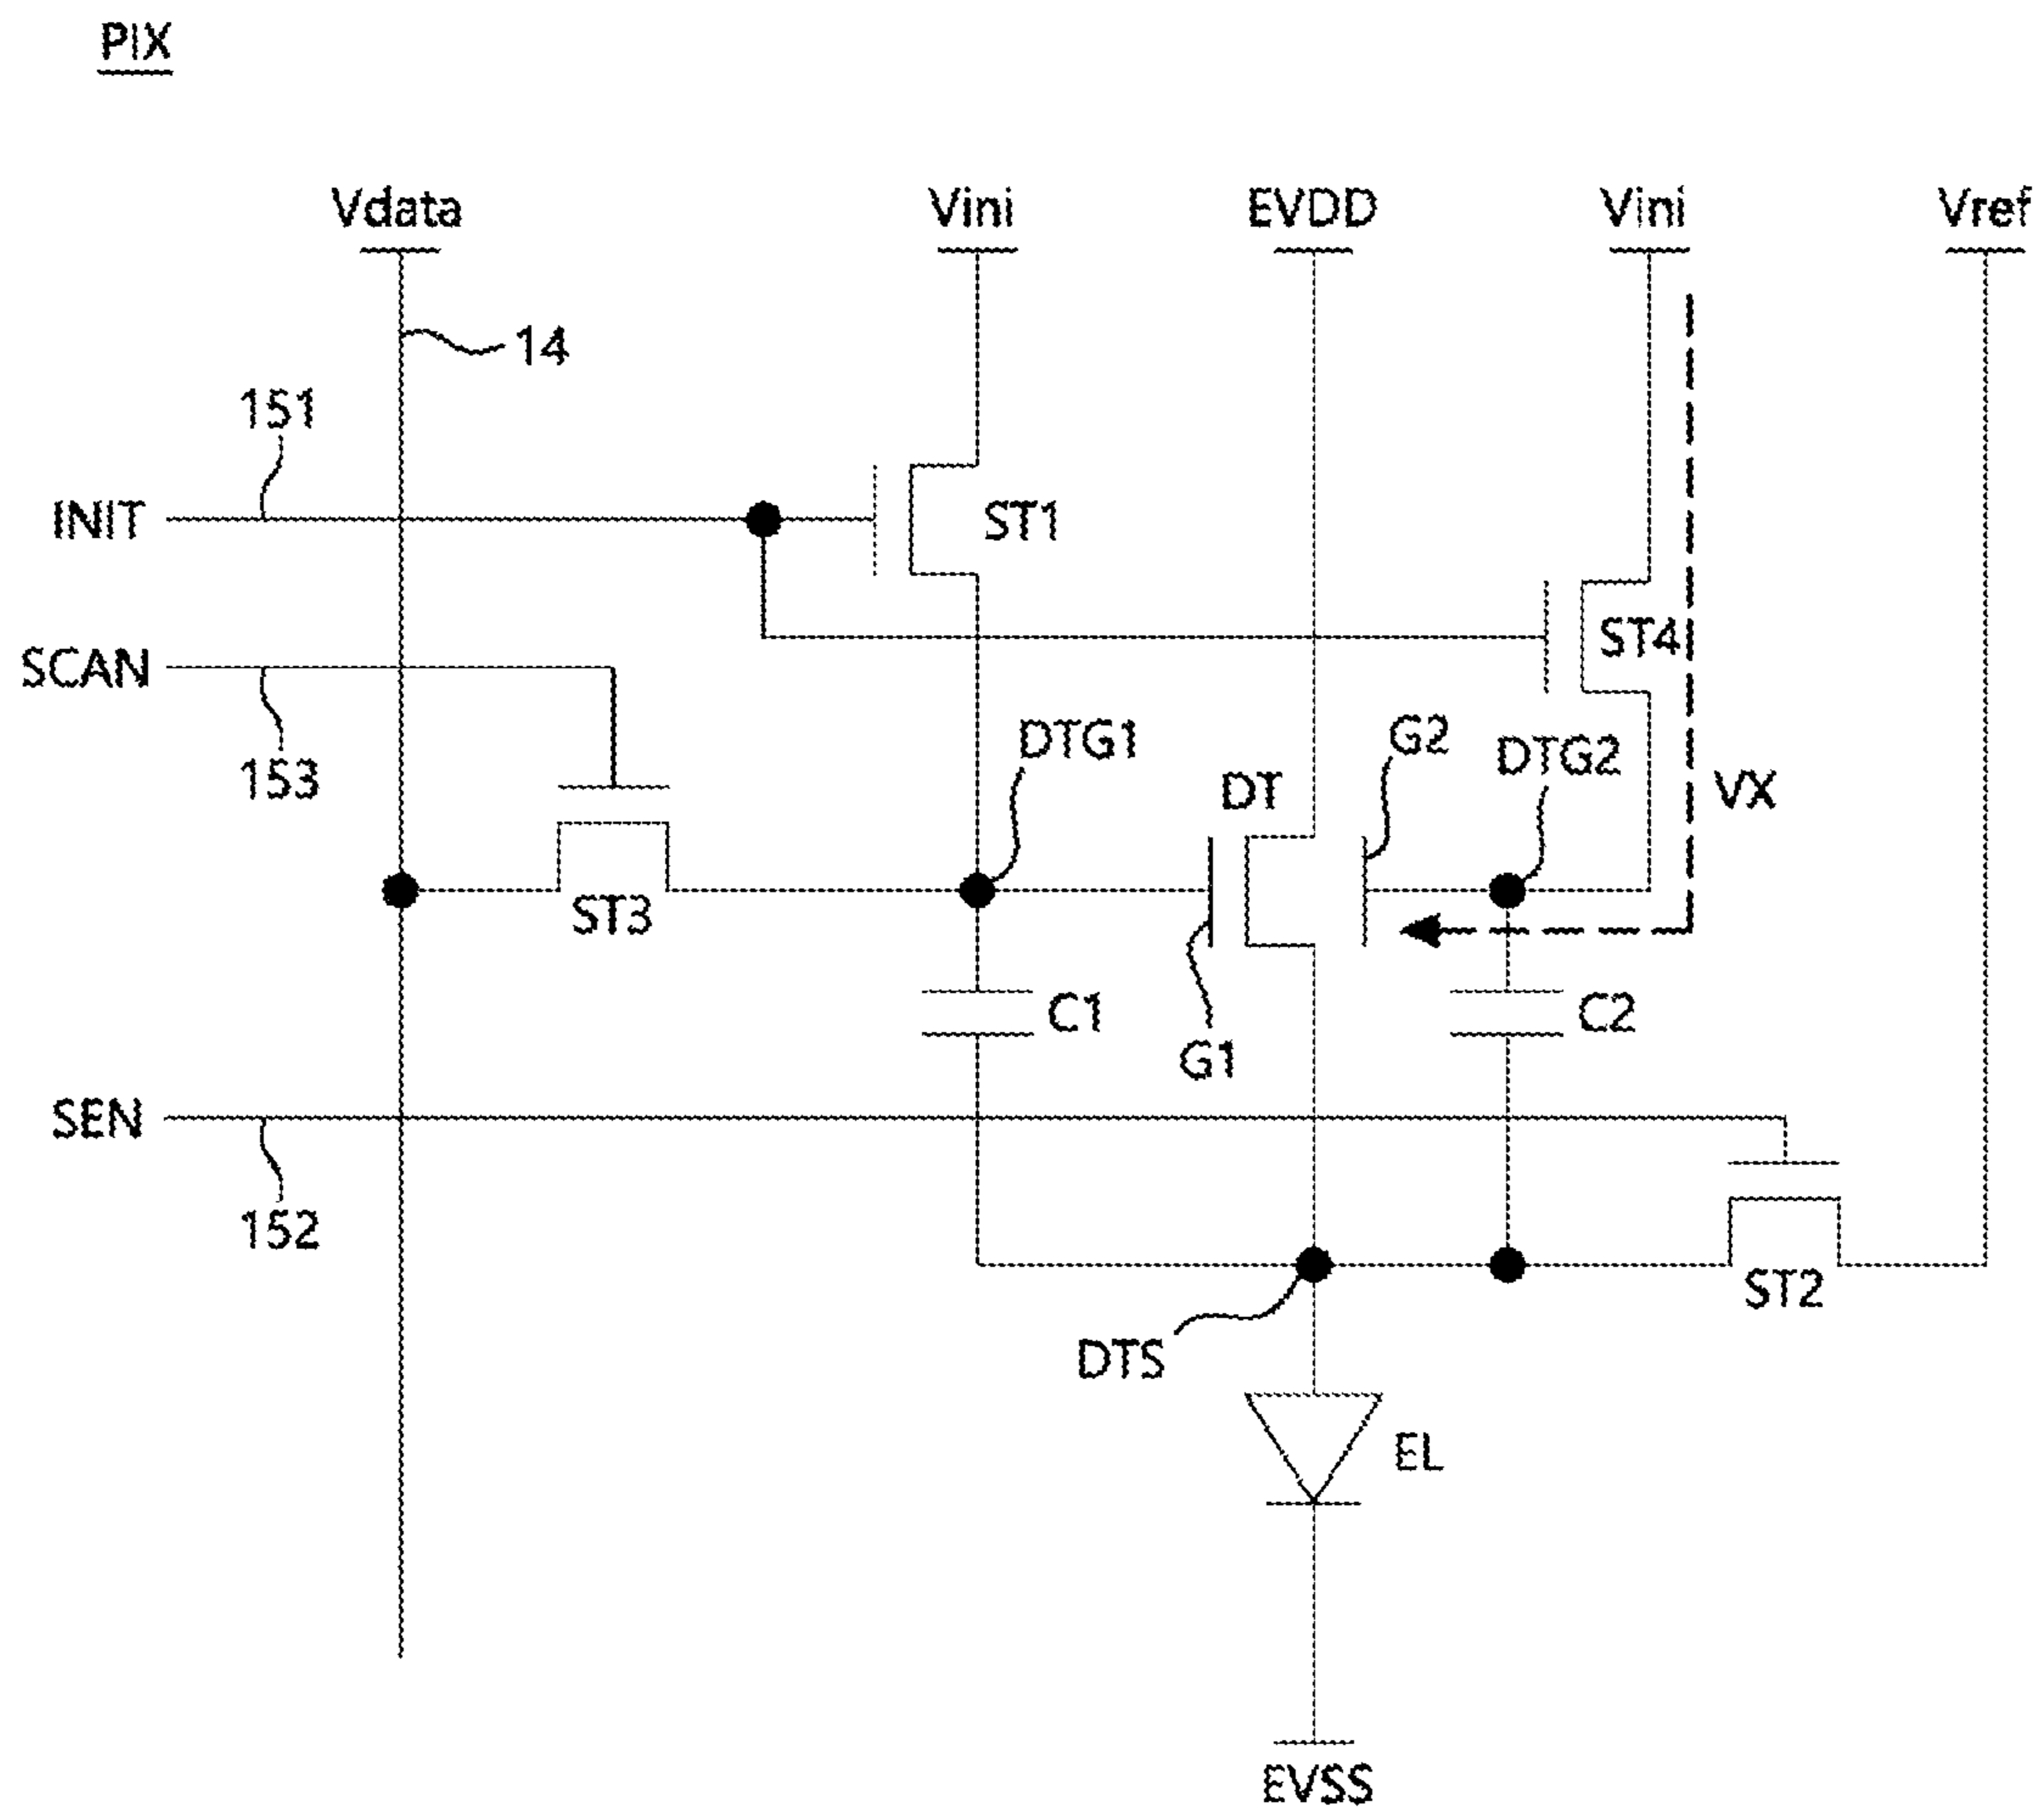 PIX
Vdata Vini EVDD Vini Vref
14
151
INIT ST1
ST4
SCAN
DTG1 G2 DTG2
153 DT VX
ST3
C1 C2
G1
SEN
152
ST2
DTS
EL
EVSS